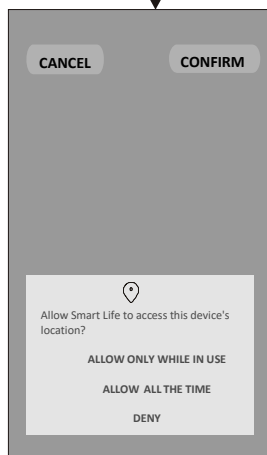 CANCEL
CONFIRM
Allow Smart Life to access this device's
location?
ALLOW ONLY WHILE IN USE
ALLOW ALL THE TIME
DENY